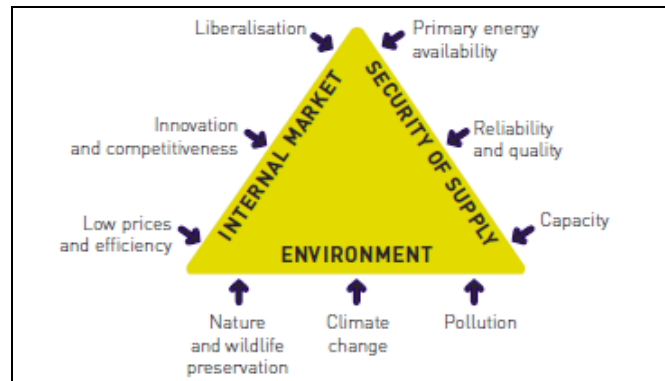 Liberalisation
Primary energy
availability
Innovation
and competitiveness
Reliability
and quality
Low prices
and efficiency
Capacity
INTERNAL MARKET
SECURITY OF SUPPLY
ENVIRONMENT
Nature
and wildlife
preservation
Climate
change
Pollution